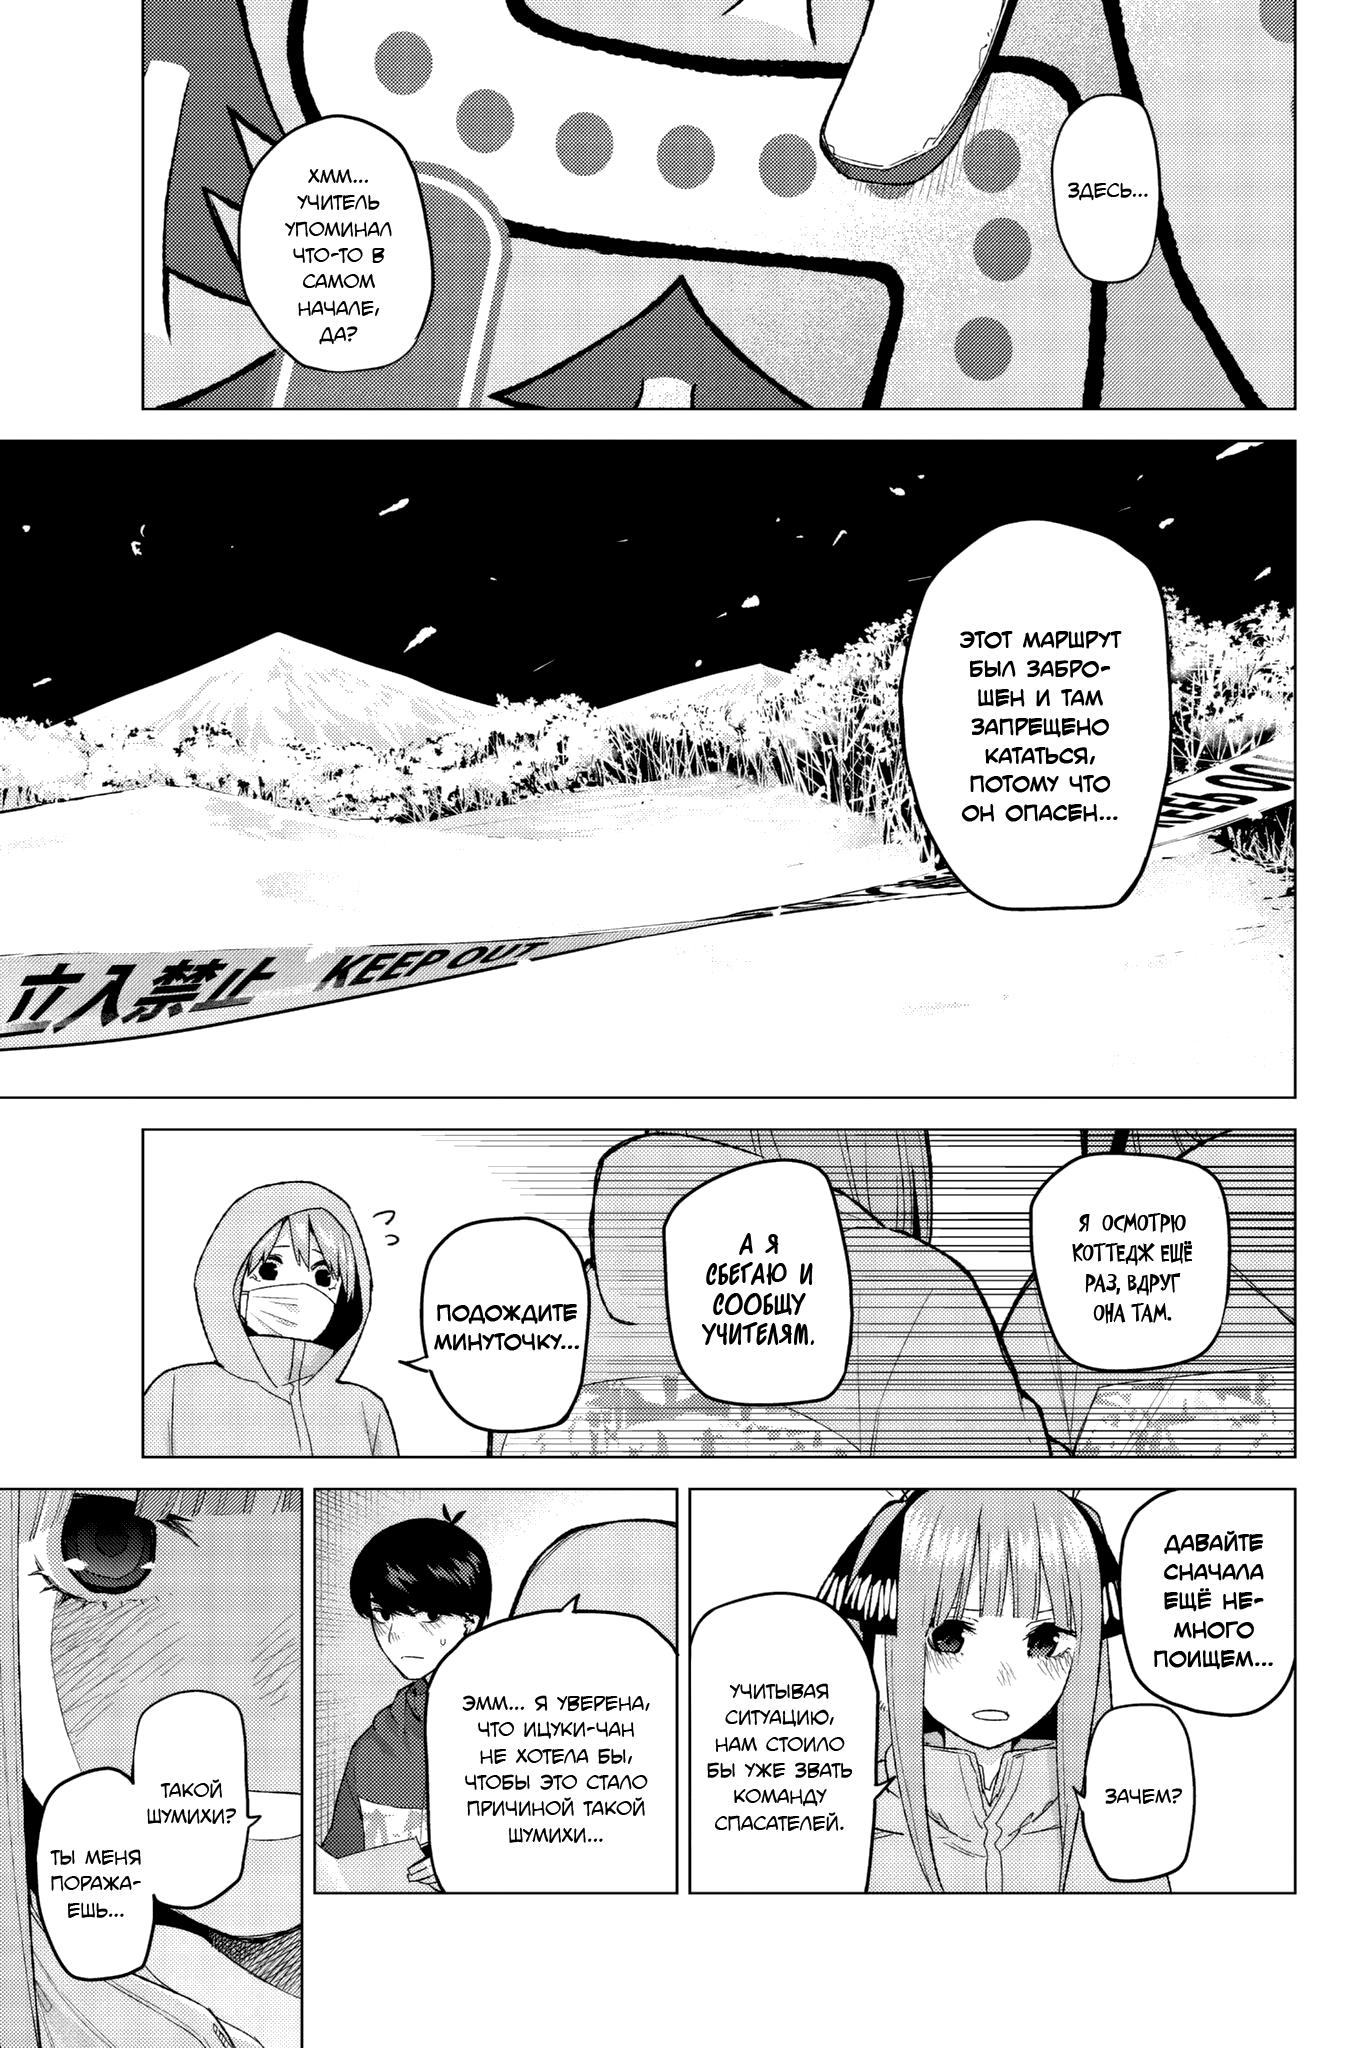 ЗДЕСЬ...
ХММ...
УЧИТЕЛЬ
УПОМИНАЛ
ЧТО-ТО В
САМОМ
НАЧАЛЕ,
ДА?
ЭТОТ МАРШРУТ
БЫЛ ЗАБРО-
ШЕН И ТАМ
ЗАПРЕЩЕНО
КАТАТЬСЯ,
ПОТОМУ ЧТО
ОН ОПАСЕН...
KEEP OU
立入禁止 KEEP OUT
Я ОСМОТРЮ
КОТТЕДЖ ЕЩЁ
РАЗ, ВДРУГ
ОНА ТАМ.
А Я
СБЕГАЮ И
СООБЩУ
УЧИТЕЛЯМ.
ПОДОЖДИТЕ
МИНУТОЧКУ...
ДАВАЙТЕ
СНАЧАЛА
ЕЩЁ НЕ-
МНОГО
ПОИЩЕМ...
ЗАЧЕМ?
УЧИТЫВАЯ
СИТУАЦИЮ,
НАМ СТОИЛО
БЫ УЖЕ ЗВАТЬ
КОМАНДУ
СПАСАТЕЛЕЙ.
ЭММ... Я УВЕРЕНА,
ЧТО ИЦУКИ-ЧАН
НЕ ХОТЕЛА БЫ,
ЧТОБЫ ЭТО СТАЛО
ПРИЧИНОЙ ТАКОЙ
ШУМИХИ...
ТАКОЙ
ШУМИХИ?
ТЫ МЕНЯ
ПОРАЖА-
ЕШЬ...